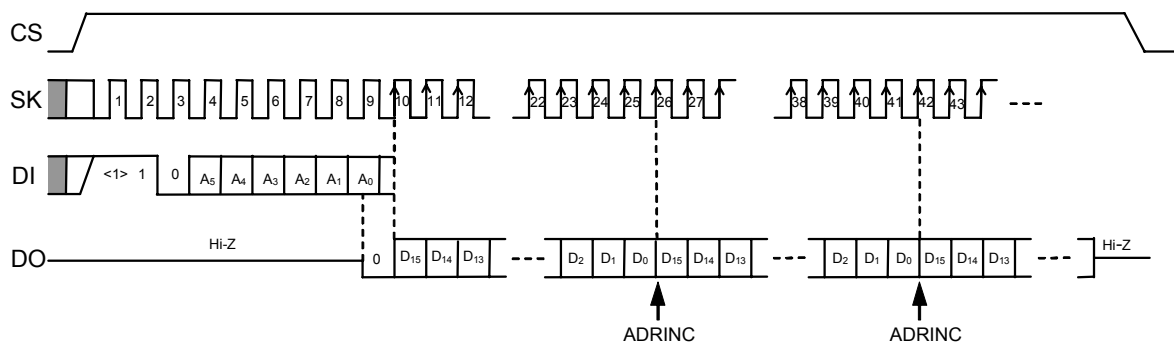 CS
SK 1 2 3 4 5 6 7 8 9 10 11 12 22 23 24 25 26 27 38 39 40 41 42 43
DI <1> 1 0 A5 A4 A3 A2 A1 A0
DO Hi-Z 0 D15 D14 D13 D2 D1 D0 D15 D14 D13 D2 D1 D0 D15 D14 D13 Hi-Z
ADRINC ADRINC